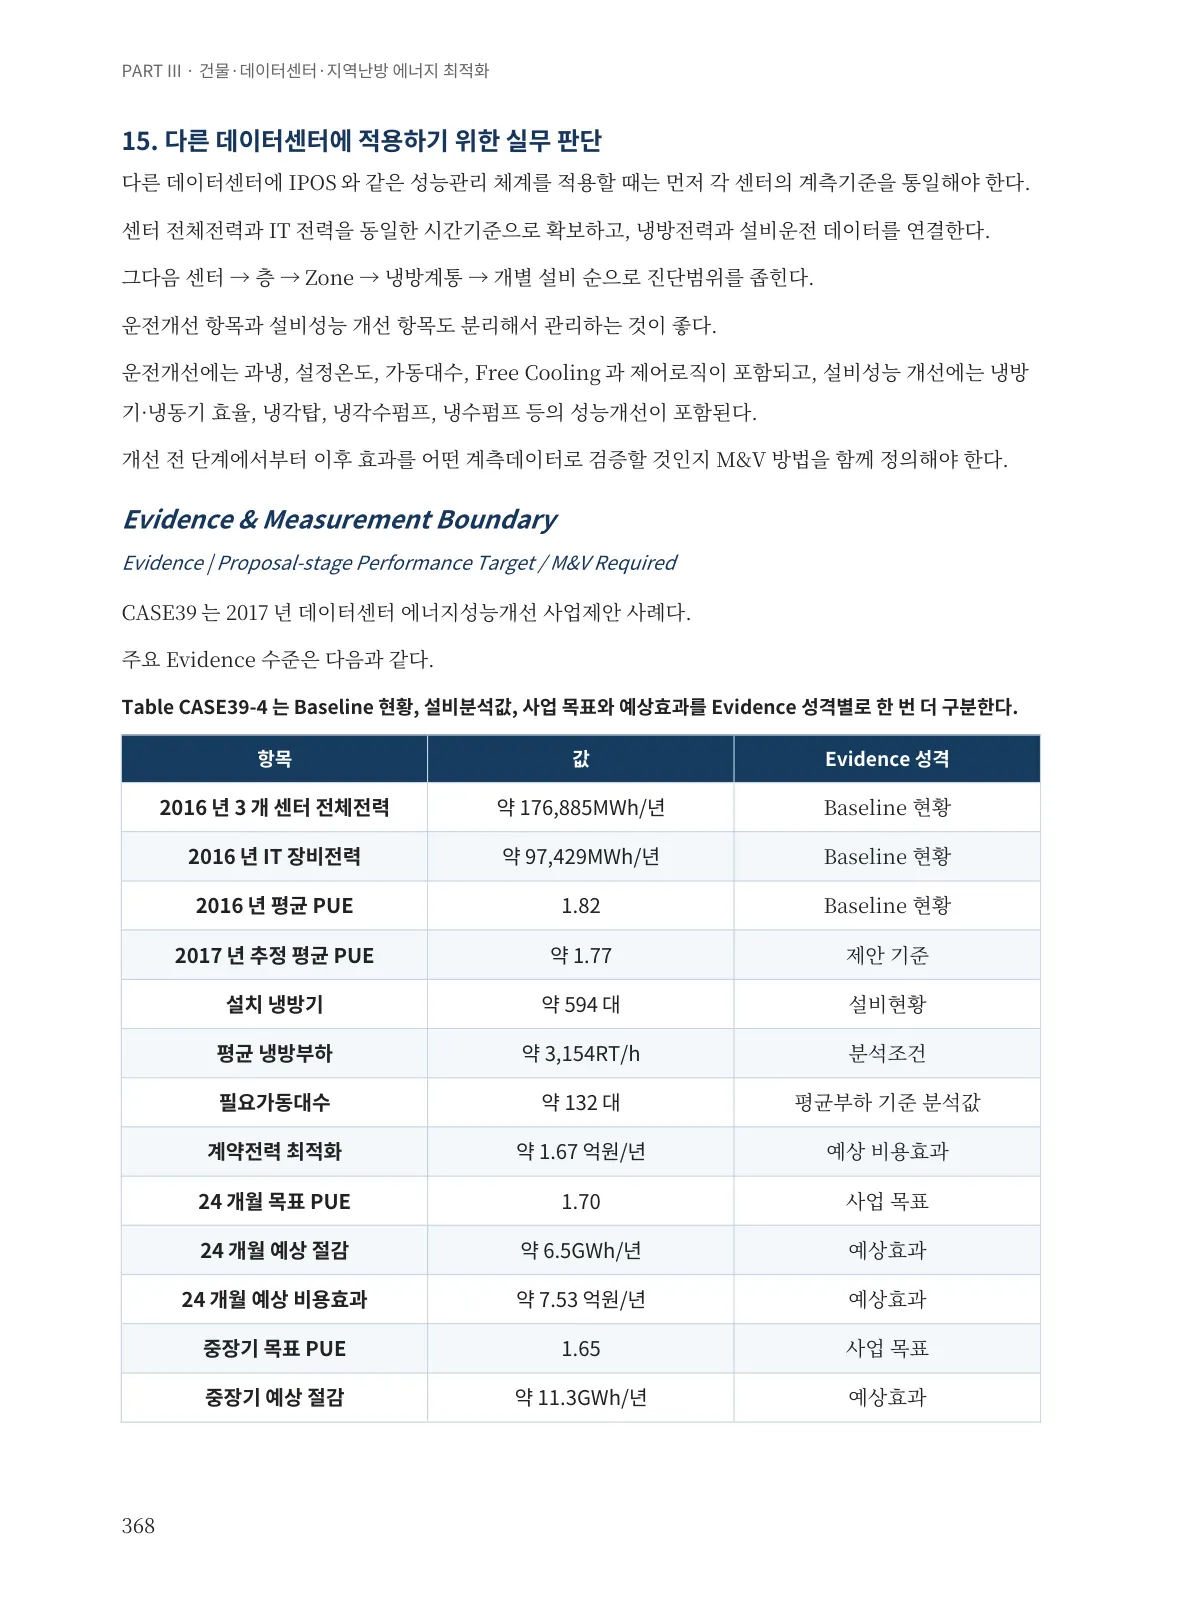 PART III · 건물·데이터센터·지역난방 에너지 최적화
15. 다른 데이터센터에 적용하기 위한 실무 판단
다른 데이터센터에 IPOS 와 같은 성능관리 체계를 적용할 때는 먼저 각 센터의 계측기준을 통일해야 한다.
센터 전체전력과 IT 전력을 동일한 시간기준으로 확보하고, 냉방전력과 설비운전 데이터를 연결한다.
그다음 센터 → 층 → Zone → 냉방계통 → 개별 설비 순으로 진단범위를 좁힌다.
운전개선 항목과 설비성능 개선 항목도 분리해서 관리하는 것이 좋다.
운전개선에는 과냉, 설정온도, 가동대수, Free Cooling 과 제어로직이 포함되고, 설비성능 개선에는 냉방
기·냉동기 효율, 냉각탑, 냉각수펌프, 냉수펌프 등의 성능개선이 포함된다.
개선 전 단계에서부터 이후 효과를 어떤 계측데이터로 검증할 것인지 M&V 방법을 함께 정의해야 한다.
Evidence & Measurement Boundary
Evidence | Proposal-stage Performance Target / M&V Required
CASE39 는 2017 년 데이터센터 에너지성능개선 사업제안 사례다.
주요 Evidence 수준은 다음과 같다.
Table CASE39-4 는 Baseline 현황, 설비분석값, 사업 목표와 예상효과를 Evidence 성격별로 한 번 더 구분한다.
항목 값 Evidence 성격
2016 년 3 개 센터 전체전력 약 176,885MWh/년 Baseline 현황
2016 년 IT 장비전력 약 97,429MWh/년 Baseline 현황
2016 년 평균 PUE 1.82 Baseline 현황
2017 년 추정 평균 PUE 약 1.77 제안 기준
설치 냉방기 약 594 대 설비현황
평균 냉방부하 약 3,154RT/h 분석조건
필요가동대수 약 132 대 평균부하 기준 분석값
계약전력 최적화 약 1.67 억원/년 예상 비용효과
24 개월 목표 PUE 1.70 사업 목표
24 개월 예상 절감 약 6.5GWh/년 예상효과
24 개월 예상 비용효과 약 7.53 억원/년 예상효과
중장기 목표 PUE 1.65 사업 목표
중장기 예상 절감 약 11.3GWh/년 예상효과
368